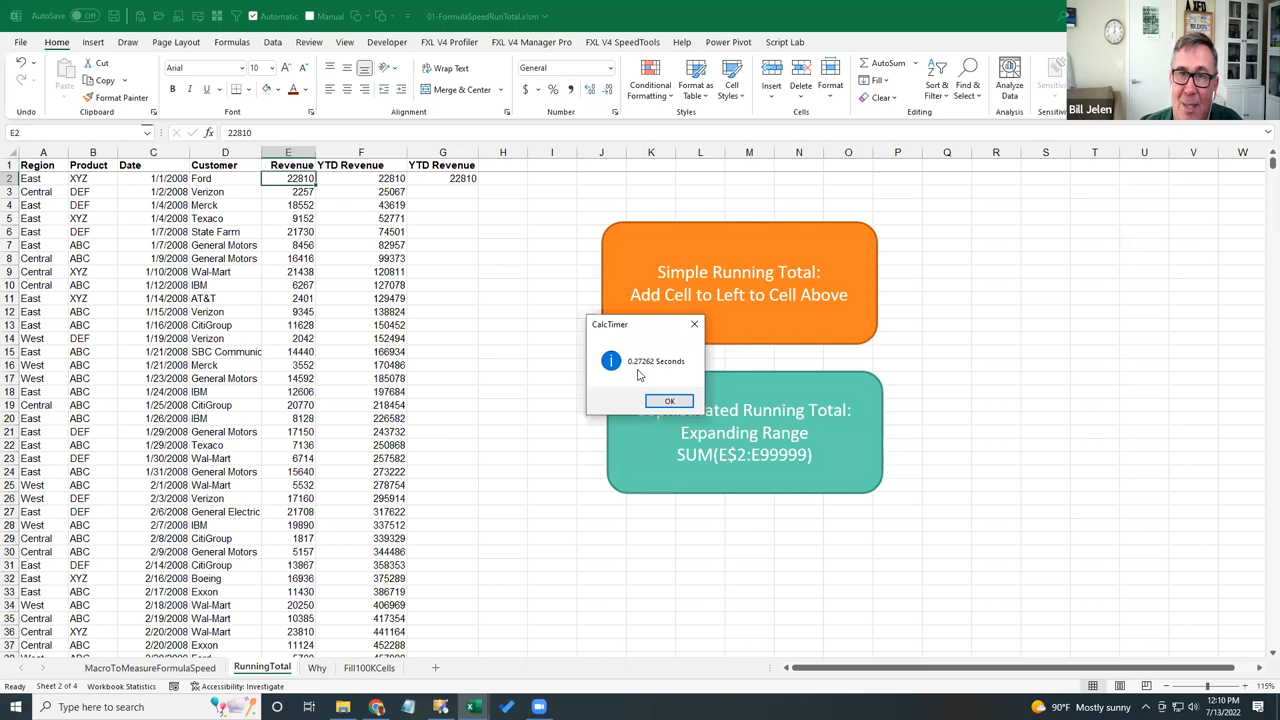 AutoSave Off Automatic Manual 01-FormulaSpeedRunTotal.xlsm
File Home Insert Draw Page Layout Formulas Data Review View Developer FXL V4 Profiler FXL V4 Manager Pro FXL V4 SpeedTools Help Power Pivot Script Lab
Undo Paste Cut Copy Format Painter Clipboard
Arial 10 B I U Font
Wrap Text Merge & Center Alignment
General $ % Number
Conditional Formatting Format as Table Cell Styles Styles
Insert Delete Format Cells
AutoSum Fill Clear Sort & Filter Find & Select Editing
Analyze Data Analysis
Bill Jelen
E2 fx 22810
A B C D E F G H I J K L M N O P Q R S T U V W
1 Region Product Date Customer Revenue YTD Revenue YTD Revenue
2 East XYZ 1/1/2008 Ford 22810 22810 22810
3 Central DEF 1/2/2008 Verizon 2257 25067
4 East DEF 1/4/2008 Merck 18552 43619
5 East XYZ 1/4/2008 Texaco 9152 52771
6 East DEF 1/7/2008 State Farm 21730 74501
7 East ABC 1/7/2008 General Motors 8456 82957
8 Central ABC 1/9/2008 General Motors 16416 99373
9 Central XYZ 1/10/2008 Wal-Mart 21438 120811
10 Central ABC 1/12/2008 IBM 6267 127078
11 East XYZ 1/14/2008 AT&T 2401 129479
12 East ABC 1/15/2008 Verizon 9345 138824
13 East ABC 1/16/2008 CitiGroup 11628 150452
14 West DEF 1/19/2008 Verizon 2042 152494
15 East ABC 1/21/2008 SBC Communic 14440 166934
16 West ABC 1/21/2008 Merck 3552 170486
17 West ABC 1/23/2008 General Motors 14592 185078
18 East ABC 1/24/2008 IBM 12606 197684
19 Central ABC 1/25/2008 CitiGroup 20770 218454
20 East ABC 1/26/2008 IBM 8128 226582
21 East DEF 1/29/2008 General Motors 17150 243732
22 East ABC 1/29/2008 Texaco 7136 250868
23 East DEF 1/30/2008 Wal-Mart 6714 257582
24 East ABC 1/31/2008 General Motors 15640 273222
25 West ABC 2/1/2008 Wal-Mart 5532 278754
26 West DEF 2/3/2008 Verizon 17160 295914
27 East DEF 2/6/2008 General Electric 21708 317622
28 West ABC 2/7/2008 IBM 19890 337512
29 Central ABC 2/8/2008 CitiGroup 1817 339329
30 Central ABC 2/9/2008 General Motors 5157 344486
31 East DEF 2/14/2008 CitiGroup 13867 358353
32 East XYZ 2/16/2008 Boeing 16936 375289
33 East ABC 2/17/2008 Exxon 11430 386719
34 West ABC 2/18/2008 Wal-Mart 20250 406969
35 Central ABC 2/19/2008 Wal-Mart 10385 417354
36 Central XYZ 2/20/2008 Wal-Mart 23810 441164
37 Central ABC 2/20/2008 Exxon 11124 452288
Simple Running Total:
Add Cell to Left to Cell Above
CalcTimer
0.27262 Seconds
OK
Running Total:
Expanding Range
SUM(E$2:E99999)
MacroToMeasureFormulaSpeed RunningTotal Why Fill100KCells
Ready Sheet 2 of 4 Workbook Statistics Accessibility: Investigate 115%
Type here to search 90°F Mostly sunny 12:10 PM
7/13/2022